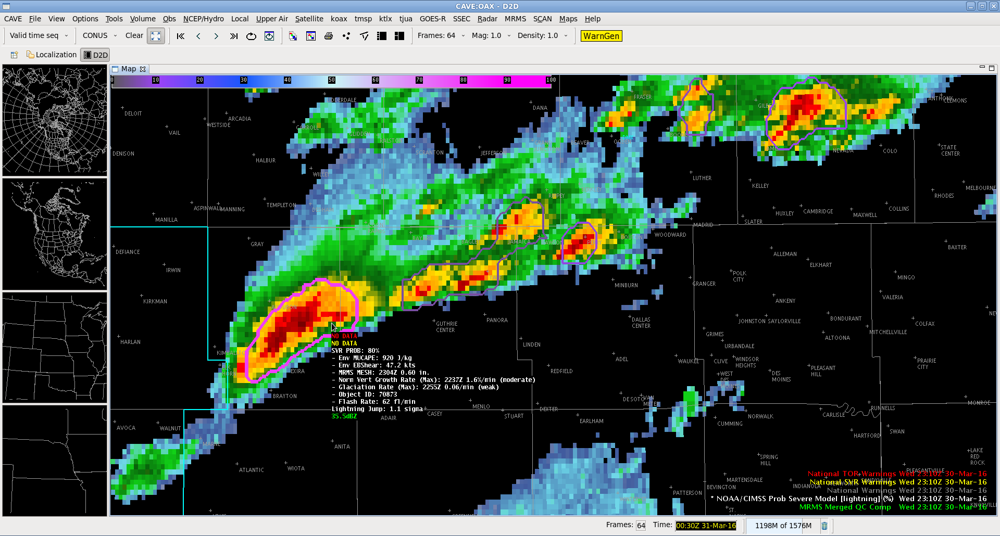 CAVE:OAX - D2D
CAVE File View Options Tools Volume Obs NCEP/Hydro Local Upper Air Satellite koax tmsp ktlx tjua GOES-R SSEC Radar MRMS SCAN Maps Help
Valid time seq CONUS Clear Frames: 64 Mag: 1.0 Density: 1.0 WarnGen
Localization D2D
Map
0 10 20 30 40 50 60 70 80 90 100
FRASER
ANTHONY CLEMONS
DANA
DELOIT
ARCADIA
WESTSIDE
CARROLL
VAIL
GLIDDEN
RALSTON
BEAVER
DMX
BOONE
DENISON
SCRANTON
JEFFERSON
NEVADA
COLO
STATE
CENTER
HALBUR
WILLEY
LUTHER
KELLEY
MELBOURNE
RIPPEY
RHODES
TEMPLETON
ASPINWALL MANNING
HUXLEY
CAMBRIDGE
MAXWELL
COLLINS
MANILLA
SLATER
MADRID
WOODWARD
GRAY
BAGLEY
JAMAICA
PERRY
BAXTER
DEFIANCE
ALLEMAN
ELKHART
IRWIN
POLK
CITY
MINGO
YALE
GRANGER
MINBURN
KIRKMAN
ANKENY
VALERIA
AUDUBON
GUTHRIE
CENTER
PANORA
DALLAS
CENTER
JOHNSTON SAYLORVILLE
BONDURANT
COLFAX
GRIMES
MITCHELLVILLE
ALTOONA
HARLAN
LINDEN
URBANDALE
KIMBALLTON
ADEL
WAUKEE
CLIVE
WINDSOR
HEIGHTS
PRAIRIE
CITY
ELK
HORN
EXIRA
REDFIELD
WEST
DES
MOINES
DES
MOINES
PLEASANT
HILL
NO DATA
NO DATA
SVR PROB: 80%
- Env MUCAPE: 920 J/kg
- Env EBShear: 47.2 kts
- MRMS MESH: 2304Z 0.60 in.
- Norm Vert Growth Rate (Max): 2237Z 1.6%/min (moderate)
- Glaciation Rate (Max): 2255Z 0.06/min (weak)
- Object ID: 70873
- Flash Rate: 62 fl/min
Lightning Jump: 1.1 sigma
35.5dBZ
BRAYTON
MENLO
DE SOTO
VAN
METER
MONROE
ADAIR
CASEY
STUART
DEXTER
EARLHAM
NORWALK
CARLISLE
RUNNELLS
CUMMING
AVOCA
WALNUT
HARTFORD
SWAN
MARNE
ANITA
ATLANTIC
WIOTA
SPRING
HILL
LAKE
RED
ROCK
PLEASANTVILLE
MARTENSDALE
BEVINGTON
INDIANOLA
PATTERSON
National TOR Warnings Wed 23:10Z 30-Mar-16
National SVR Warnings Wed 23:10Z 30-Mar-16
National Warnings Wed 23:10Z 30-Mar-16
* NOAA/CIMSS Prob Severe Model [lightning] (%) Wed 23:10Z 30-Mar-16
MRMS Merged QC Comp Wed 23:10Z 30-Mar-16
Frames: 64 Time: 00:30Z 31-Mar-16 1198M of 1576M